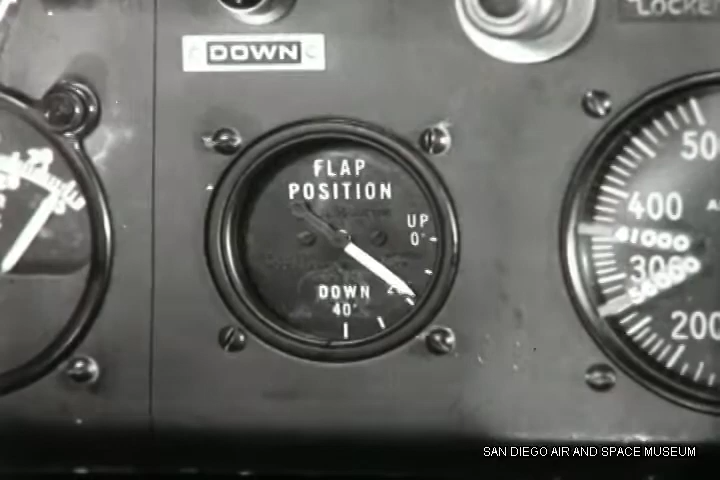 LOCKE
DOWN
FLAP
POSITION
UP
0°
20
DOWN
40°
500
400
41000
300
200
SAN DIEGO AIR AND SPACE MUSEUM